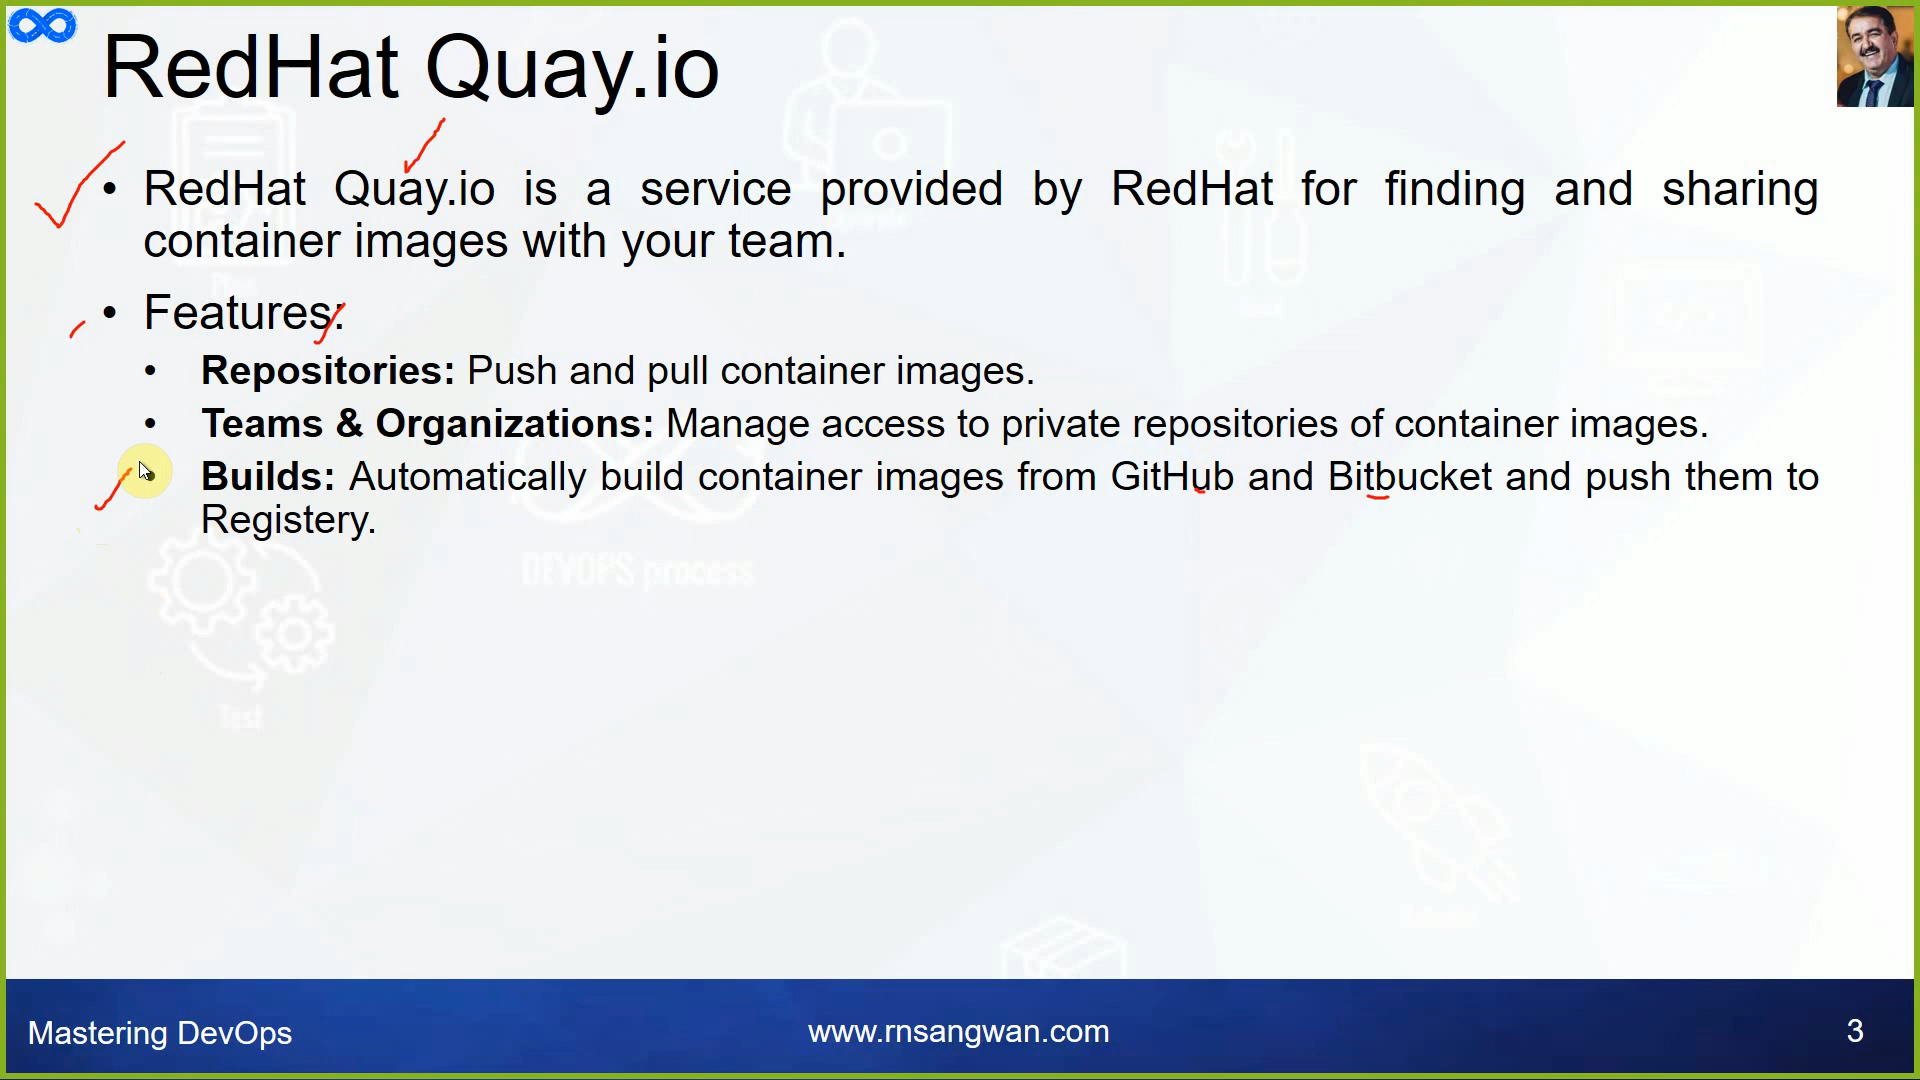 RedHat Quay.io
• RedHat Quay.io is a service provided by RedHat for finding and sharing
container images with your team.
• Features:
• Repositories: Push and pull container images.
• Teams & Organizations: Manage access to private repositories of container images.
Builds: Automatically build container images from GitHub and Bitbucket and push them to
Registery.
DEVOPS process
Test
Mastering DevOps
www.rnsangwan.com
3